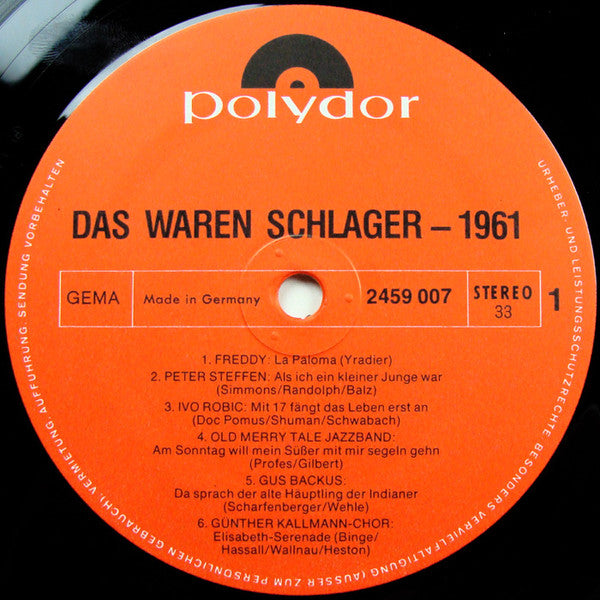 polydor
DAS WAREN SCHLAGER – 1961
GEMA
Made in Germany
2459 007
STEREO
33
1
1. FREDDY: La Paloma (Yradier)
2. PETER STEFFEN: Als ich ein kleiner Junge war
(Simmons/Randolph/Balz)
3. IVO ROBIC: Mit 17 fängt das Leben erst an
(Doc Pomus/Shuman/Schwabach)
4. OLD MERRY TALE JAZZBAND:
Am Sonntag will mein Süßer mit mir segeln gehn
(Profes/Gilbert)
5. GUS BACKUS:
Da sprach der alte Häuptling der Indianer
(Scharfenberger/Wehle)
6. GÜNTHER KALLMANN-CHOR:
Elisabeth-Serenade (Binge/
Hassall/Wallnau/Heston)
URHEBER- UND LEISTUNGSSCHUTZRECHTE BESONDERS VERVIELFÄLTIGUNG (AUSSER ZUM PERSÖNLICHEN GEBRAUCH), VERMIETUNG AUFFÜHRUNG, SENDUNG VORBEHALTEN